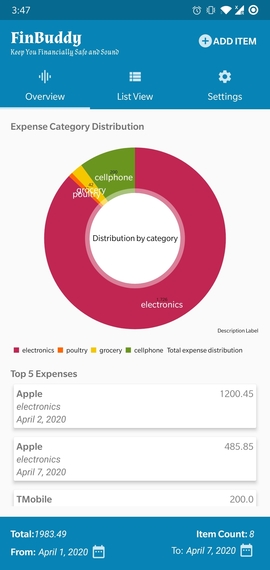 3:47
FinBuddy
Keep You Financially Safe and Sound
ADD ITEM
Overview
List View
Settings
Expense Category Distribution
cellphone
grocery
poultry
Distribution by category
electronics
Description Label
electronics poultry grocery cellphone Total expense distribution
Top 5 Expenses
Apple 1200.45
electronics
April 2, 2020
Apple 485.85
electronics
April 7, 2020
TMobile 200.0
Total:1983.49 Item Count: 8
From: April 1, 2020 To: April 7, 2020